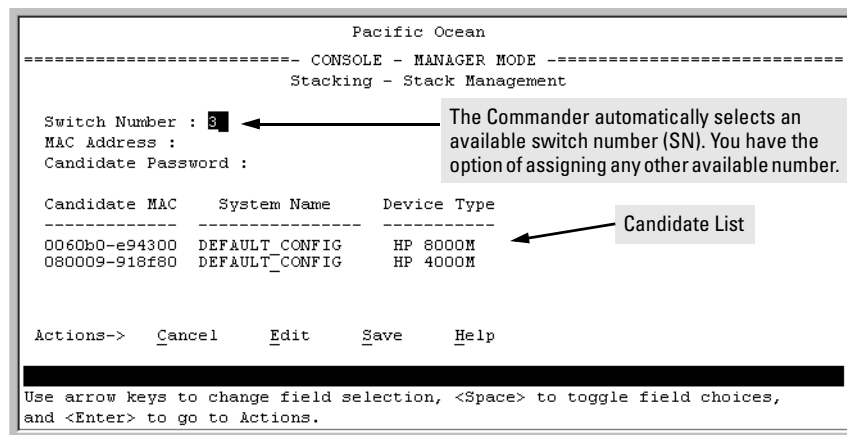 Pacific Ocean
==========================- CONSOLE - MANAGER MODE -============================
Stacking - Stack Management
Switch Number : 3
The Commander automatically selects an
available switch number (SN). You have the
option of assigning any other available number.
MAC Address :
Candidate Password :
Candidate MAC System Name Device Type
------------- ---------------- -----------
Candidate List
0060b0-e94300 DEFAULT_CONFIG HP 8000M
080009-918f80 DEFAULT_CONFIG HP 4000M
Actions-> Cancel Edit Save Help
Use arrow keys to change field selection, <Space> to toggle field choices,
and <Enter> to go to Actions.